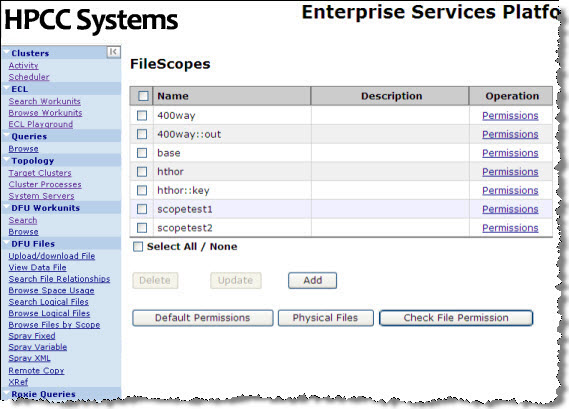 HPCC Systems
Enterprise Services Platfo
Clusters
Activity
Scheduler
ECL
Search Workunits
Browse Workunits
ECL Playground
Queries
Browse
Topology
Target Clusters
Cluster Processes
System Servers
DFU Workunits
Search
Browse
DFU Files
Upload/download File
View Data File
Search File Relationships
Browse Space Usage
Search Logical Files
Browse Logical Files
Browse Files by Scope
Spray Fixed
Spray Variable
Spray XML
Remote Copy
XRef
Roxie Queries
FileScopes
Name Description Operation
400way Permissions
400way::out Permissions
base Permissions
hthor Permissions
hthor::key Permissions
scopetest1 Permissions
scopetest2 Permissions
Select All / None
Delete Update Add
Default Permissions Physical Files Check File Permission